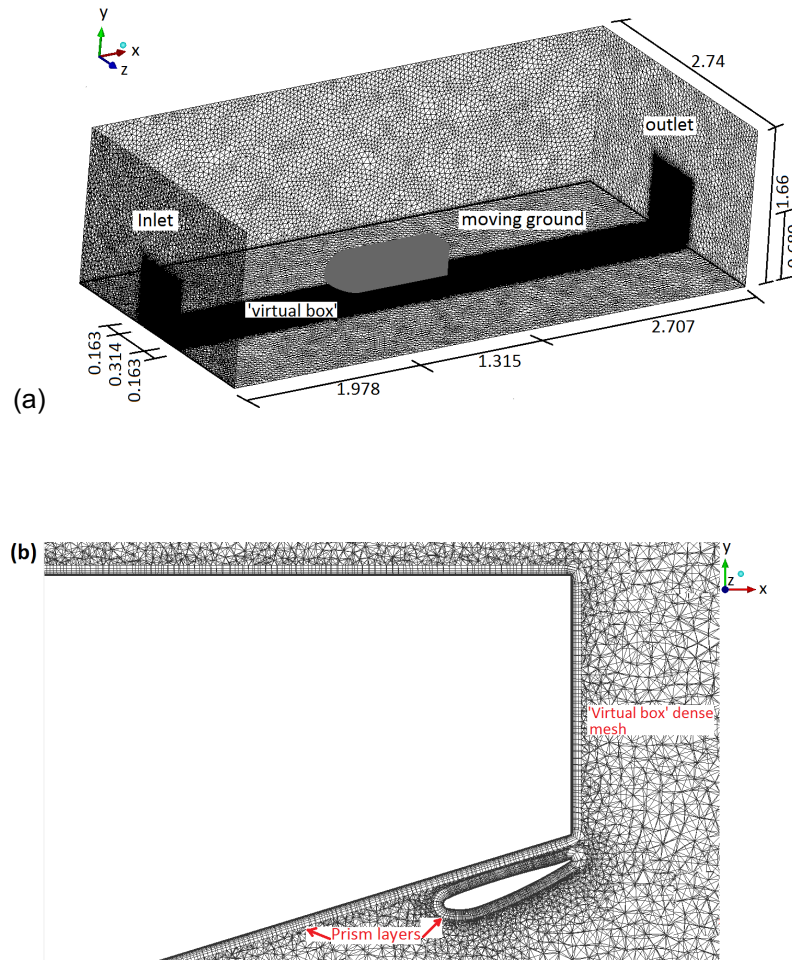 y
x
z
2.74
outlet
Inlet
moving ground
1.66
'virtual box'
0.163
0.314
0.163
2.707
1.315
1.978
(a)
(b)
y
z
x
'Virtual box' dense
mesh
Prism layers